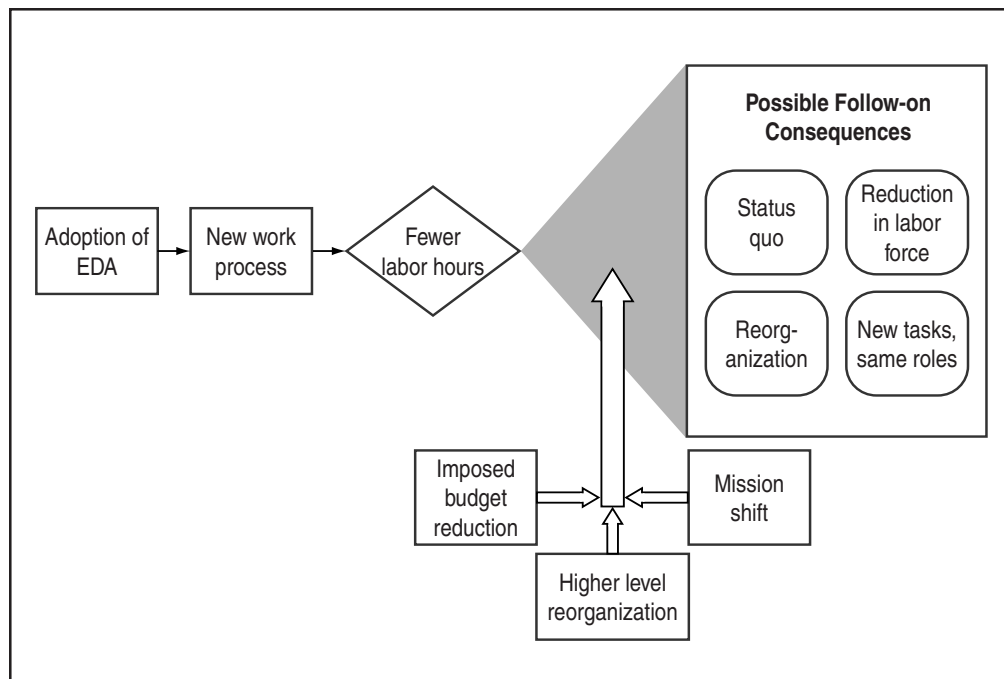 Possible Follow-on
Consequences
Status
quo
Reduction
in labor
force
Reorg-
anization
New tasks,
same roles
Adoption of
EDA
New work
process
Fewer
labor hours
Imposed
budget
reduction
Mission
shift
Higher level
reorganization